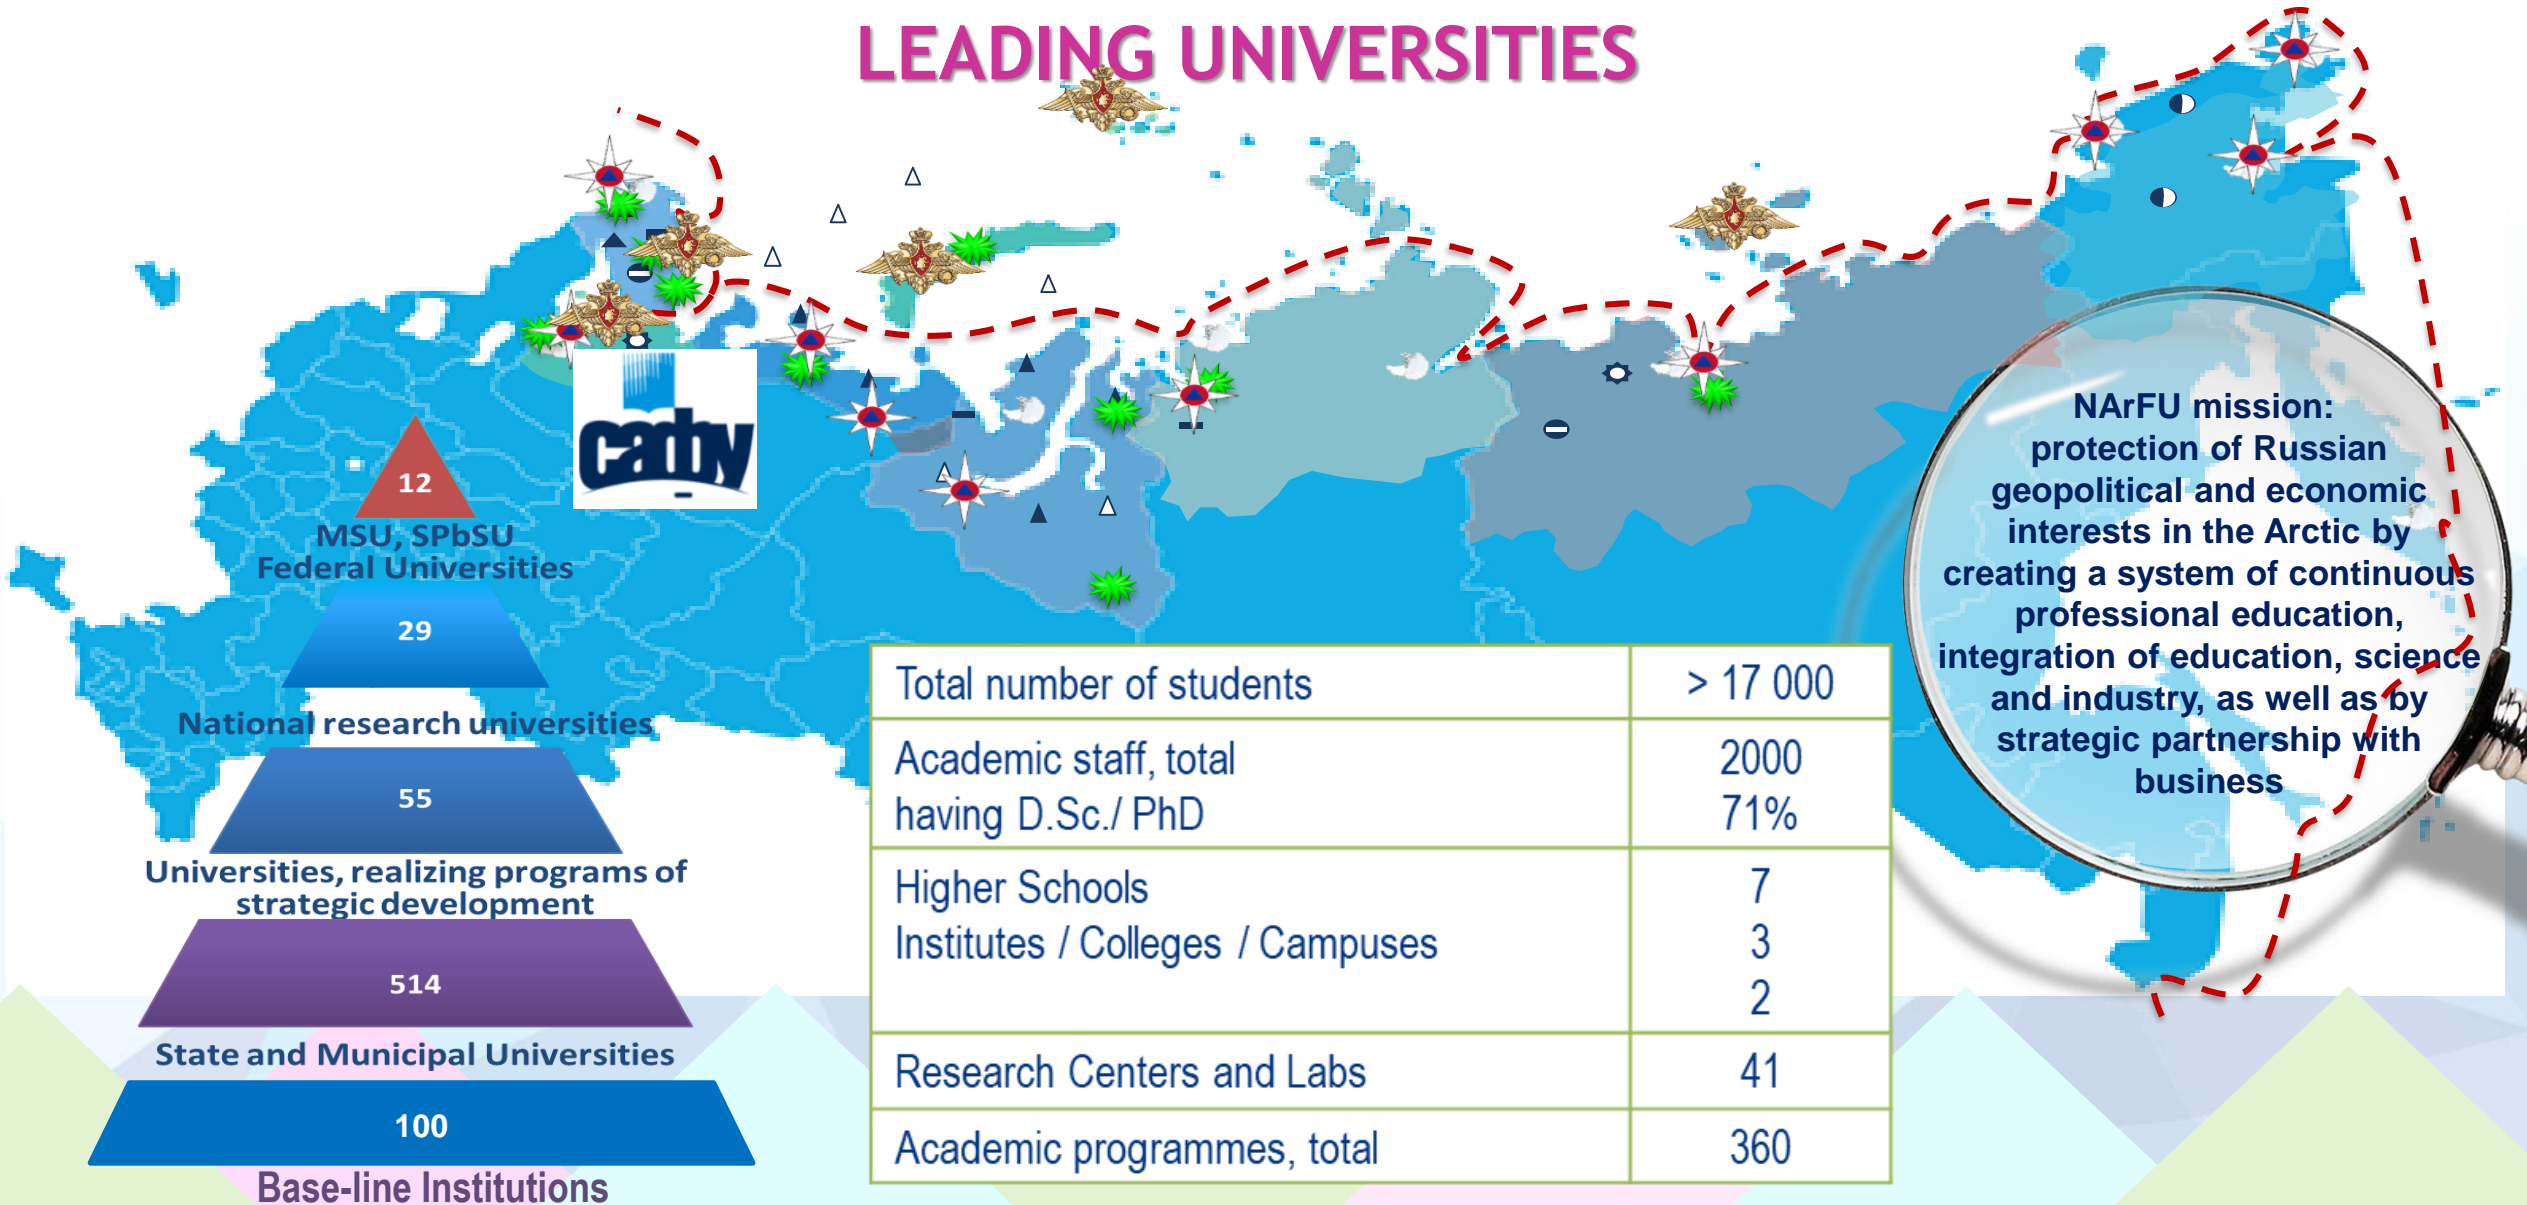 LEADING UNIVERSITIES
12
MSU, SPbSU
Federal Universities
29
National research universities
55
Universities, realizing programs of
strategic development
514
State and Municipal Universities
100
Base-line Institutions
сафу
Total number of students > 17 000
Academic staff, total 2000
having D.Sc./ PhD 71%
Higher Schools 7
Institutes / Colleges / Campuses 3
2
Research Centers and Labs 41
Academic programmes, total 360
NArFU mission:
protection of Russian
geopolitical and economic
interests in the Arctic by
creating a system of continuous
professional education,
integration of education, science
and industry, as well as by
strategic partnership with
business